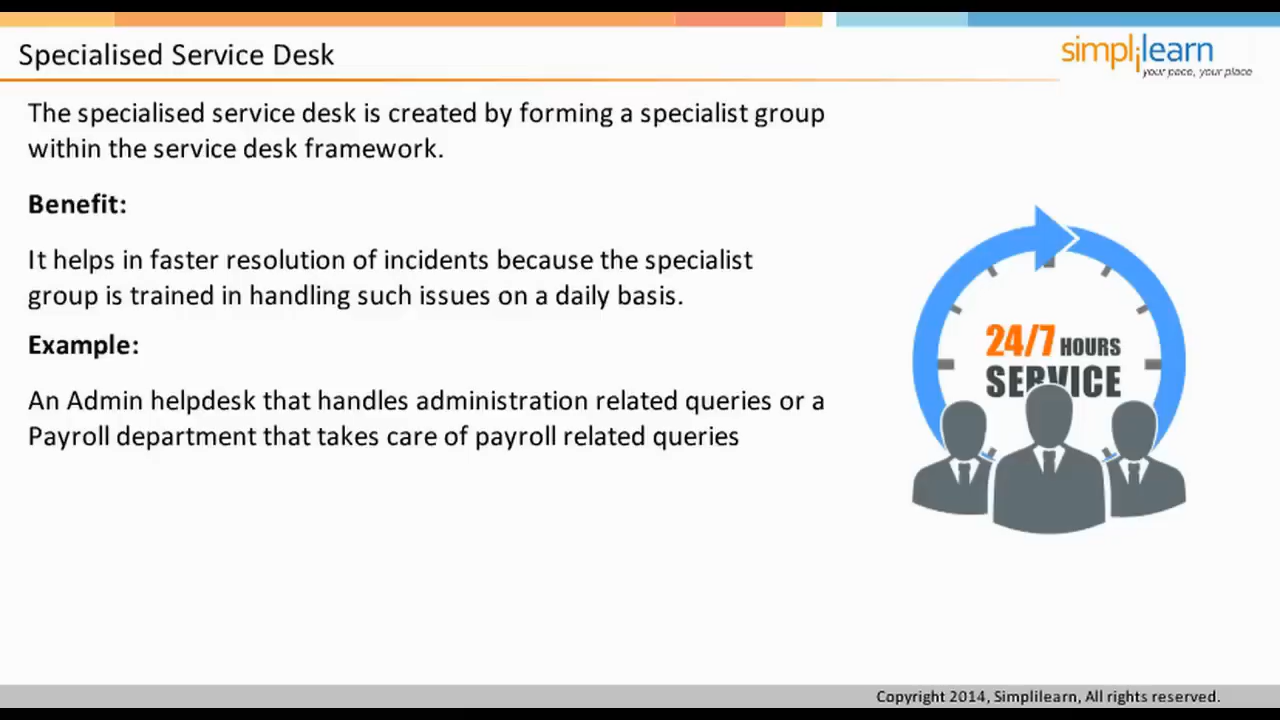 Specialised Service Desk
simplilearn
your pace, your place
The specialised service desk is created by forming a specialist group
within the service desk framework.
Benefit:
It helps in faster resolution of incidents because the specialist
group is trained in handling such issues on a daily basis.
Example:
An Admin helpdesk that handles administration related queries or a
Payroll department that takes care of payroll related queries
24/7 HOURS
SERVICE
Copyright 2014, Simplilearn, All rights reserved.